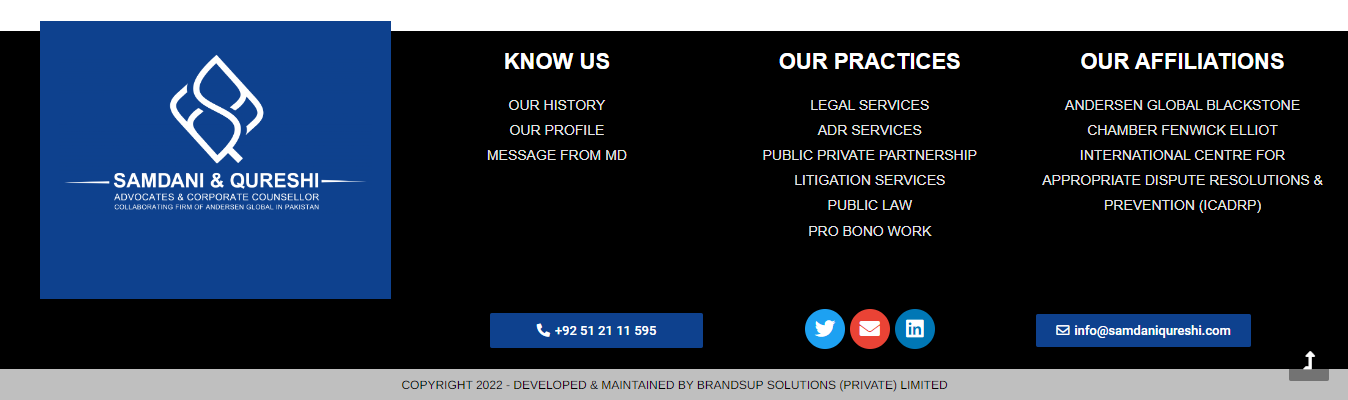 SAMDANI & QURESHI
ADVOCATES & CORPORATE COUNSELLOR
COLLABORATING FIRM OF ANDERSEN GLOBAL IN PAKISTAN
KNOW US
OUR HISTORY
OUR PROFILE
MESSAGE FROM MD
OUR PRACTICES
LEGAL SERVICES
ADR SERVICES
PUBLIC PRIVATE PARTNERSHIP
LITIGATION SERVICES
PUBLIC LAW
PRO BONO WORK
OUR AFFILIATIONS
ANDERSEN GLOBAL BLACKSTONE
CHAMBER FENWICK ELLIOT
INTERNATIONAL CENTRE FOR
APPROPRIATE DISPUTE RESOLUTIONS &
PREVENTION (ICADRP)
+92 51 21 11 595
info@samdaniqureshi.com
COPYRIGHT 2022 - DEVELOPED & MAINTAINED BY BRANDSUP SOLUTIONS (PRIVATE) LIMITED